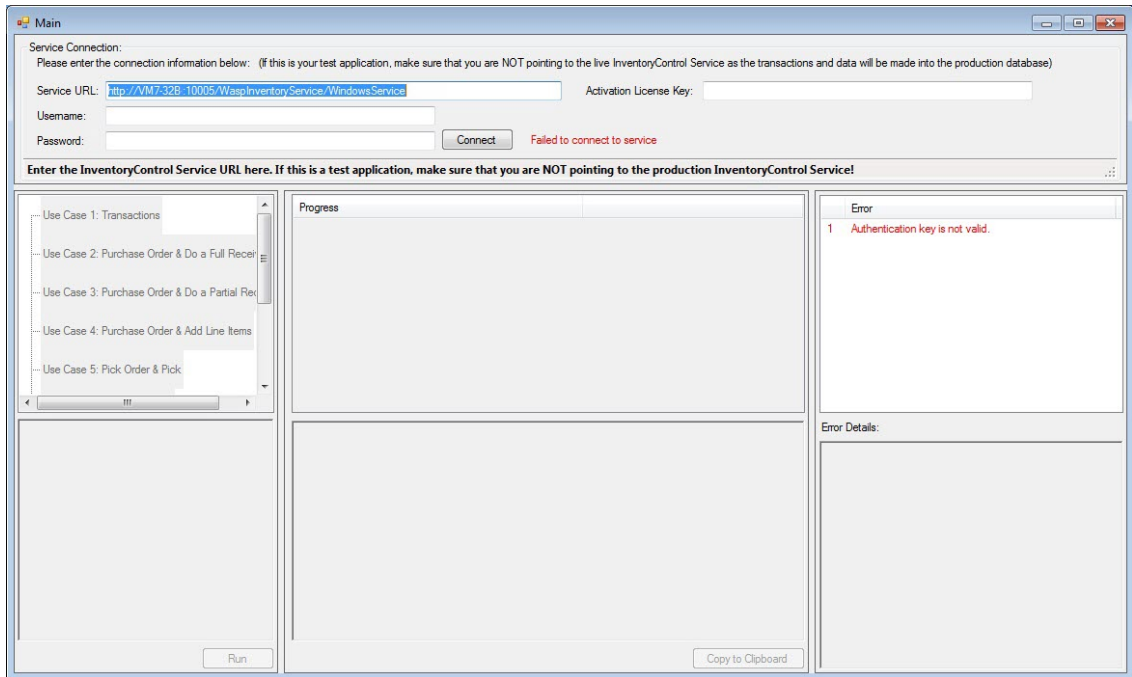 Main
Service Connection:
Please enter the connection information below: (If this is your test application, make sure that you are NOT pointing to the live InventoryControl Service as the transactions and data will be made into the production database)
Service URL: http://VM7-32B:10005/WaspInventoryService/WindowsService Activation License Key:
Username:
Password: Connect Failed to connect to service
Enter the InventoryControl Service URL here. If this is a test application, make sure that you are NOT pointing to the production InventoryControl Service!
Use Case 1: Transactions
Use Case 2: Purchase Order & Do a Full Recei
Use Case 3: Purchase Order & Do a Partial Rec
Use Case 4: Purchase Order & Add Line Items
Use Case 5: Pick Order & Pick
Run
Progress
Copy to Clipboard
Error
1 Authentication key is not valid.
Error Details: